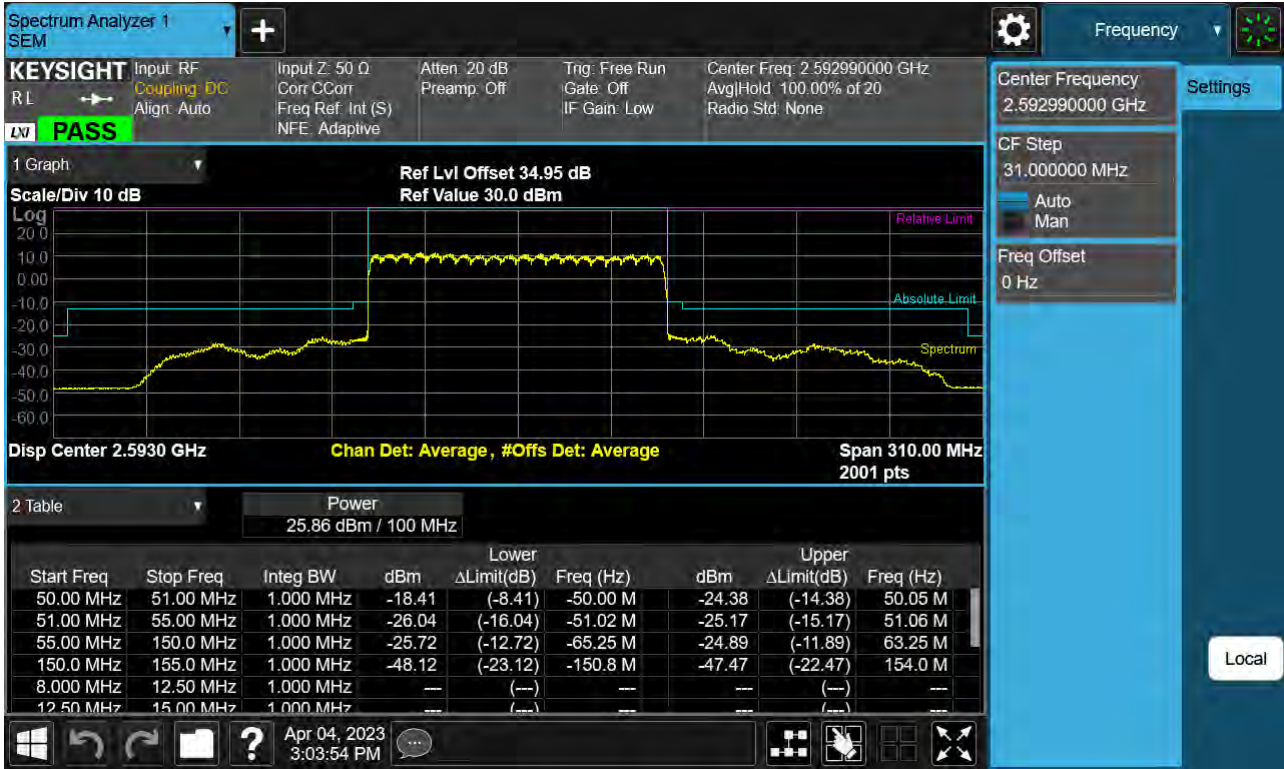 Spectrum Analyzer 1
SEM
+
Frequency
KEYSIGHT
R L
LXI
PASS
Input: RF
Coupling: DC
Align: Auto
Input Z: 50 Ω
Corr CCorr
Freq Ref: Int (S)
NFE: Adaptive
Atten: 20 dB
Preamp: Off
Trig: Free Run
Gate: Off
IF Gain: Low
Center Freq: 2.592990000 GHz
Avg|Hold: 100.00% of 20
Radio Std: None
Center Frequency
2.592990000 GHz
Settings
CF Step
31.000000 MHz
Auto
Man
Freq Offset
0 Hz
Local
1 Graph
Scale/Div 10 dB
Ref Lvl Offset 34.95 dB
Ref Value 30.0 dBm
Log
20.0
10.0
0.00
-10.0
-20.0
-30.0
-40.0
-50.0
-60.0
Relative Limit
Absolute Limit
Spectrum
Disp Center 2.5930 GHz
Chan Det: Average , #Offs Det: Average
Span 310.00 MHz
2001 pts
2 Table
Power
25.86 dBm / 100 MHz
Lower Upper
Start Freq Stop Freq Integ BW dBm ΔLimit(dB) Freq (Hz) dBm ΔLimit(dB) Freq (Hz)
50.00 MHz 51.00 MHz 1.000 MHz -18.41 (-8.41) -50.00 M -24.38 (-14.38) 50.05 M
51.00 MHz 55.00 MHz 1.000 MHz -26.04 (-16.04) -51.02 M -25.17 (-15.17) 51.06 M
55.00 MHz 150.0 MHz 1.000 MHz -25.72 (-12.72) -65.25 M -24.89 (-11.89) 63.25 M
150.0 MHz 155.0 MHz 1.000 MHz -48.12 (-23.12) -150.8 M -47.47 (-22.47) 154.0 M
8.000 MHz 12.50 MHz 1.000 MHz --- (---) --- --- (---) ---
12.50 MHz 15.00 MHz 1.000 MHz --- (---) --- --- (---) ---
?
Apr 04, 2023
3:03:54 PM